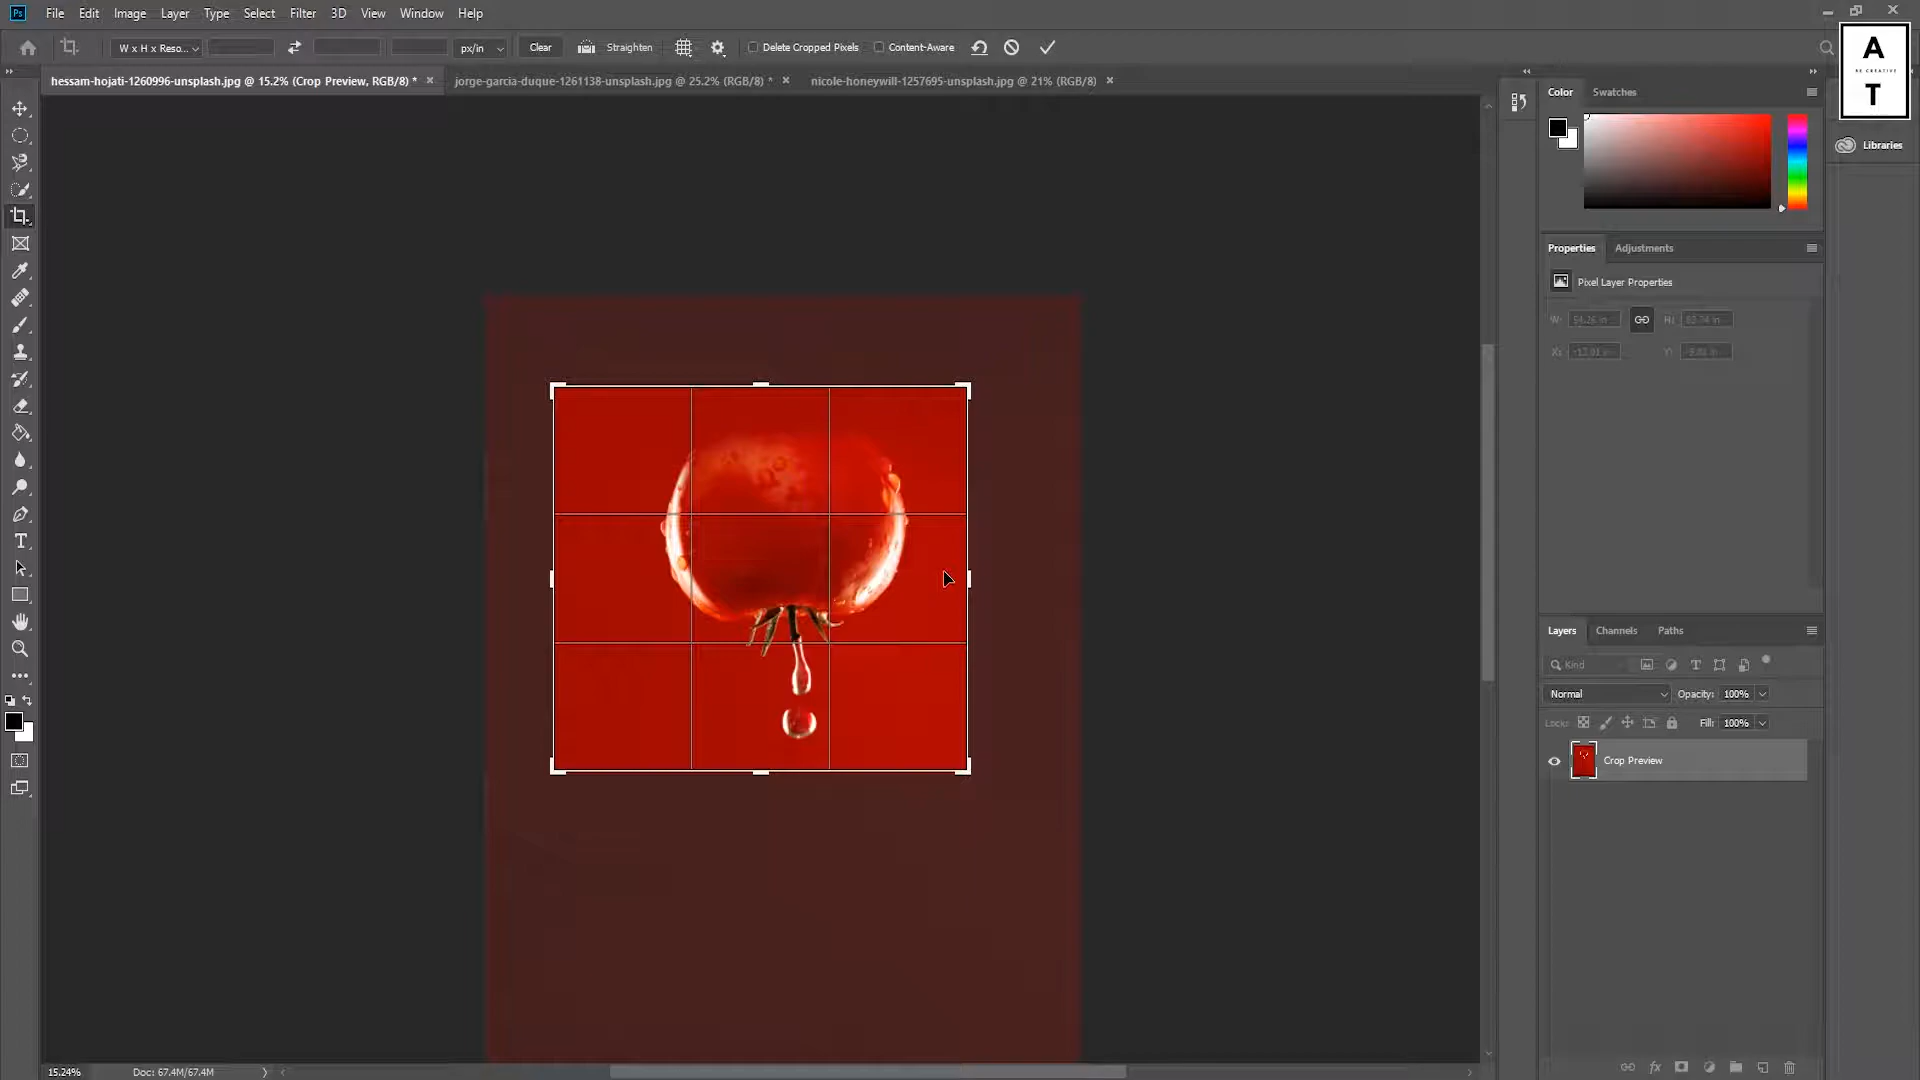 Ps File Edit Image Layer Type Select Filter 3D View Window Help
W x H x Reso... px/in Clear Straighten Delete Cropped Pixels Content-Aware
A
BE CREATIVE
T
hessam-hojati-1260996-unsplash.jpg @ 15.2% (Crop Preview, RGB/8) * jorge-garcia-duque-1261138-unsplash.jpg @ 25.2% (RGB/8) * nicole-honeywill-1257695-unsplash.jpg @ 21% (RGB/8)
Color Swatches
Libraries
Properties Adjustments
Pixel Layer Properties
W: H:
X: Y:
Layers Channels Paths
Kind
Normal Opacity: 100%
Lock: Fill: 100%
Crop Preview
15.24% Doc: 67.4M/67.4M